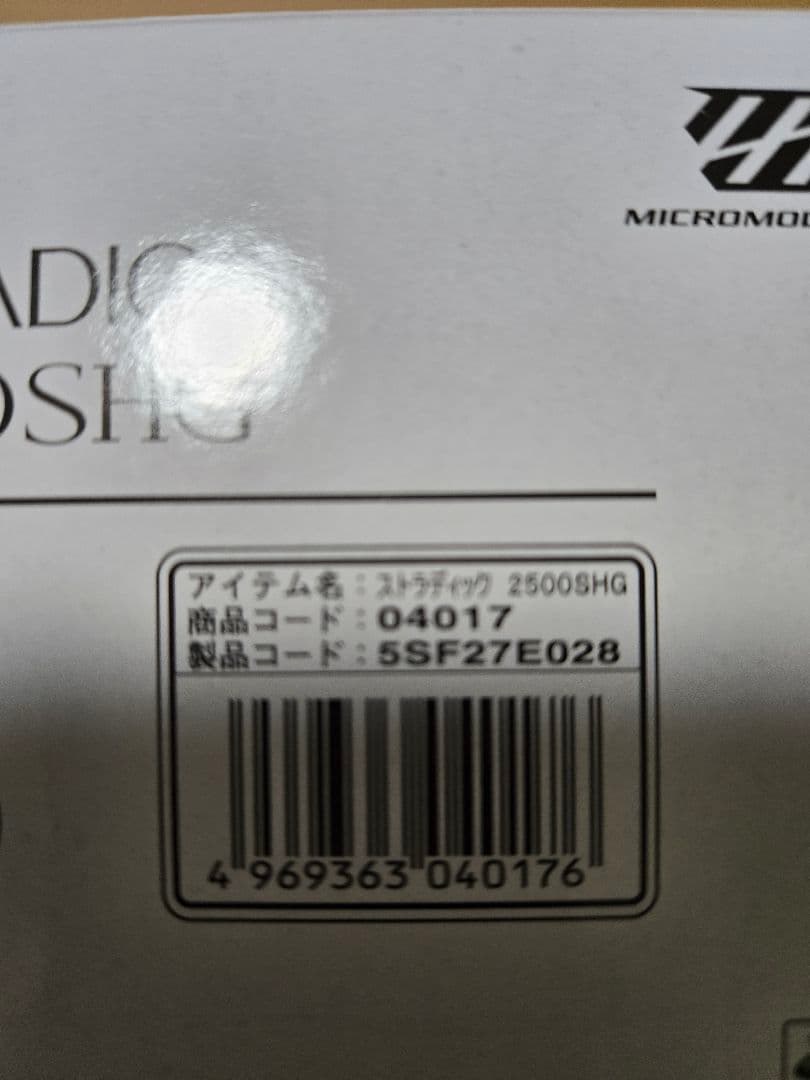 MICROMOD
ADIC
0SHG
アイテム名：ストラディック 2500SHG
商品コード：04017
製品コード：5SF27E028
4 969363 040176